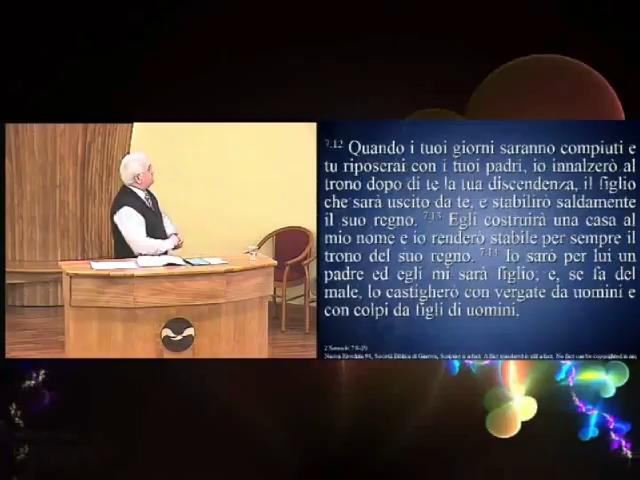 7.12 Quando i tuoi giorni saranno compiuti e
tu riposerai con i tuoi padri, io innalzerò al
trono dopo di te la tua discendenza, il figlio
che sarà uscito da te, e stabilirò saldamente
il suo regno. 7.13 Egli costruirà una casa al
mio nome e io renderò stabile per sempre il
trono del suo regno. 7.14 Io sarò per lui un
padre ed egli mi sarà figlio; e, se fa del
male, lo castigherò con vergate da uomini e
con colpi da figli di uomini,
2 Samuele 7:8-29
Nuova Riveduta 94, Società Biblica di Ginevra,